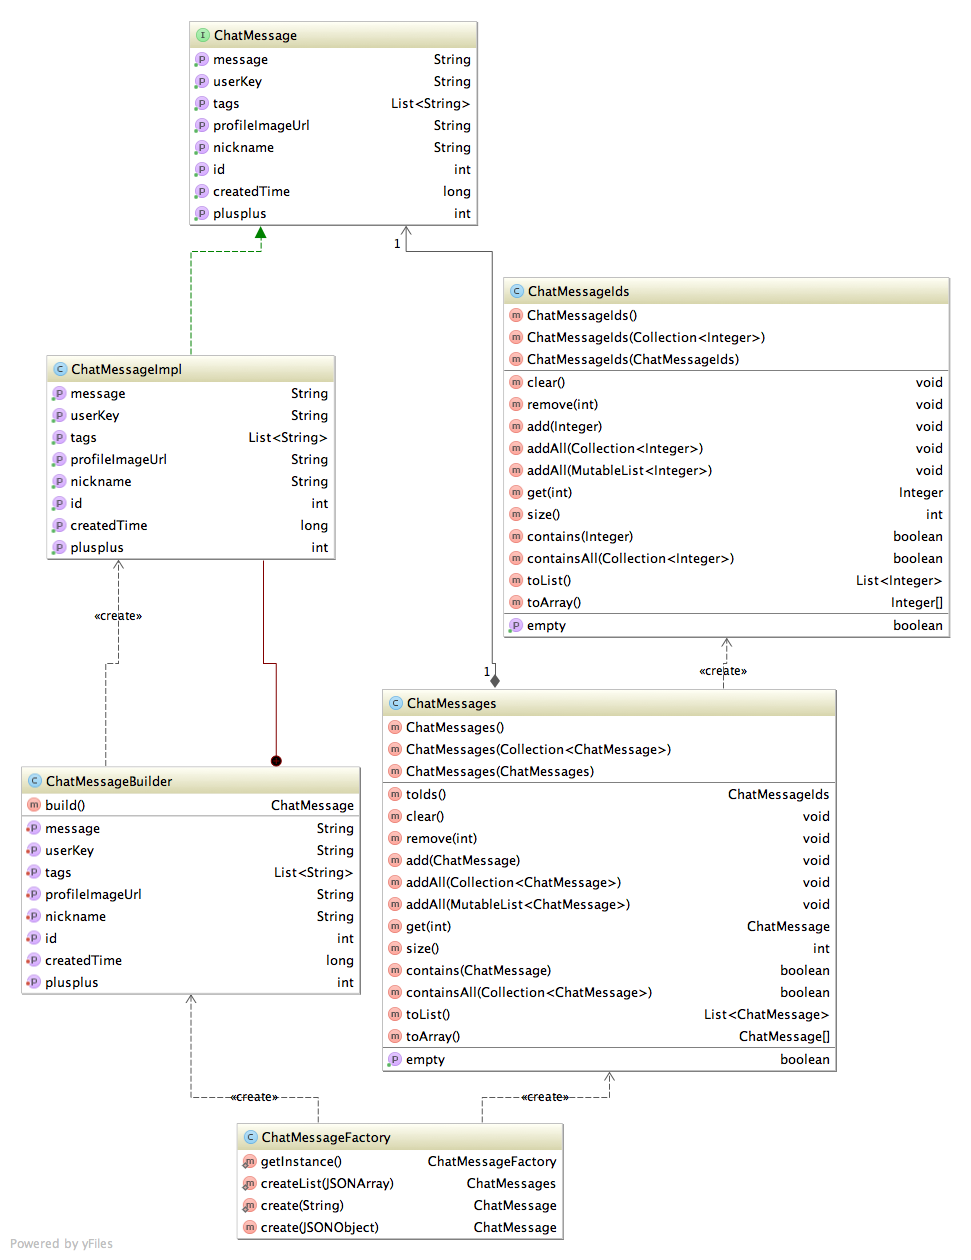 ChatMessage
message String
userKey String
tags List<String>
profileImageUrl String
nickname String
id int
createdTime long
plusplus int
1
ChatMessageIds
ChatMessageIds()
ChatMessageIds(Collection<Integer>)
ChatMessageIds(ChatMessageIds)
clear() void
remove(int) void
add(Integer) void
addAll(Collection<Integer>) void
addAll(MutableList<Integer>) void
get(int) Integer
size() int
contains(Integer) boolean
containsAll(Collection<Integer>) boolean
toList() List<Integer>
toArray() Integer[]
empty boolean
ChatMessageImpl
message String
userKey String
tags List<String>
profileImageUrl String
nickname String
id int
createdTime long
plusplus int
«create»
«create»
1
ChatMessages
ChatMessages()
ChatMessages(Collection<ChatMessage>)
ChatMessages(ChatMessages)
toIds() ChatMessageIds
clear() void
remove(int) void
add(ChatMessage) void
addAll(Collection<ChatMessage>) void
addAll(MutableList<ChatMessage>) void
get(int) ChatMessage
size() int
contains(ChatMessage) boolean
containsAll(Collection<ChatMessage>) boolean
toList() List<ChatMessage>
toArray() ChatMessage[]
empty boolean
ChatMessageBuilder
build() ChatMessage
message String
userKey String
tags List<String>
profileImageUrl String
nickname String
id int
createdTime long
plusplus int
«create»
«create»
ChatMessageFactory
getInstance() ChatMessageFactory
createList(JSONArray) ChatMessages
create(String) ChatMessage
create(JSONObject) ChatMessage
Powered by yFiles